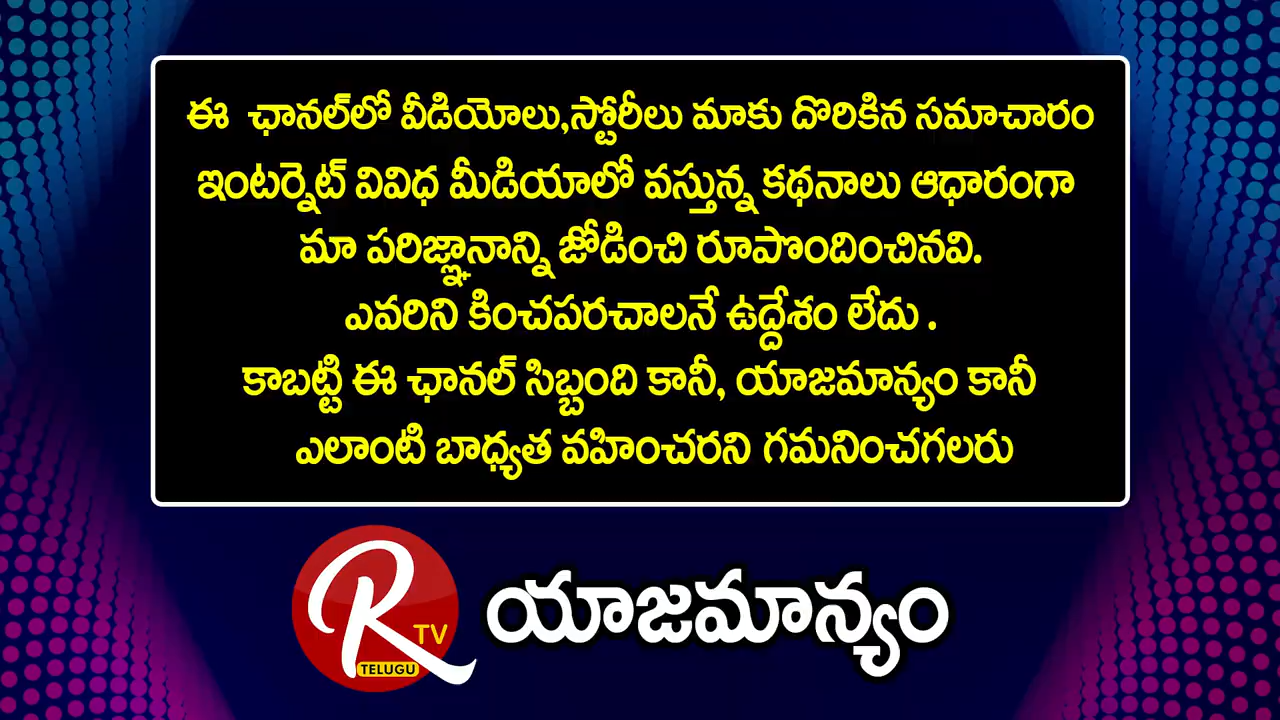 ఈ ఛానల్‌లో వీడియోలు,స్టోరీలు మాకు దొరికిన సమాచారం
ఇంటర్నెట్ వివిధ మీడియాలో వస్తున్న కథనాలు ఆధారంగా
మా పరిజ్ఞానాన్ని జోడించి రూపొందించినవి.
ఎవరిని కించపరచాలనే ఉద్దేశం లేదు .
కాబట్టి ఈ ఛానల్ సిబ్బంది కానీ, యాజమాన్యం కానీ
ఎలాంటి బాధ్యత వహించరని గమనించగలరు
R TV
TELUGU
యాజమాన్యం